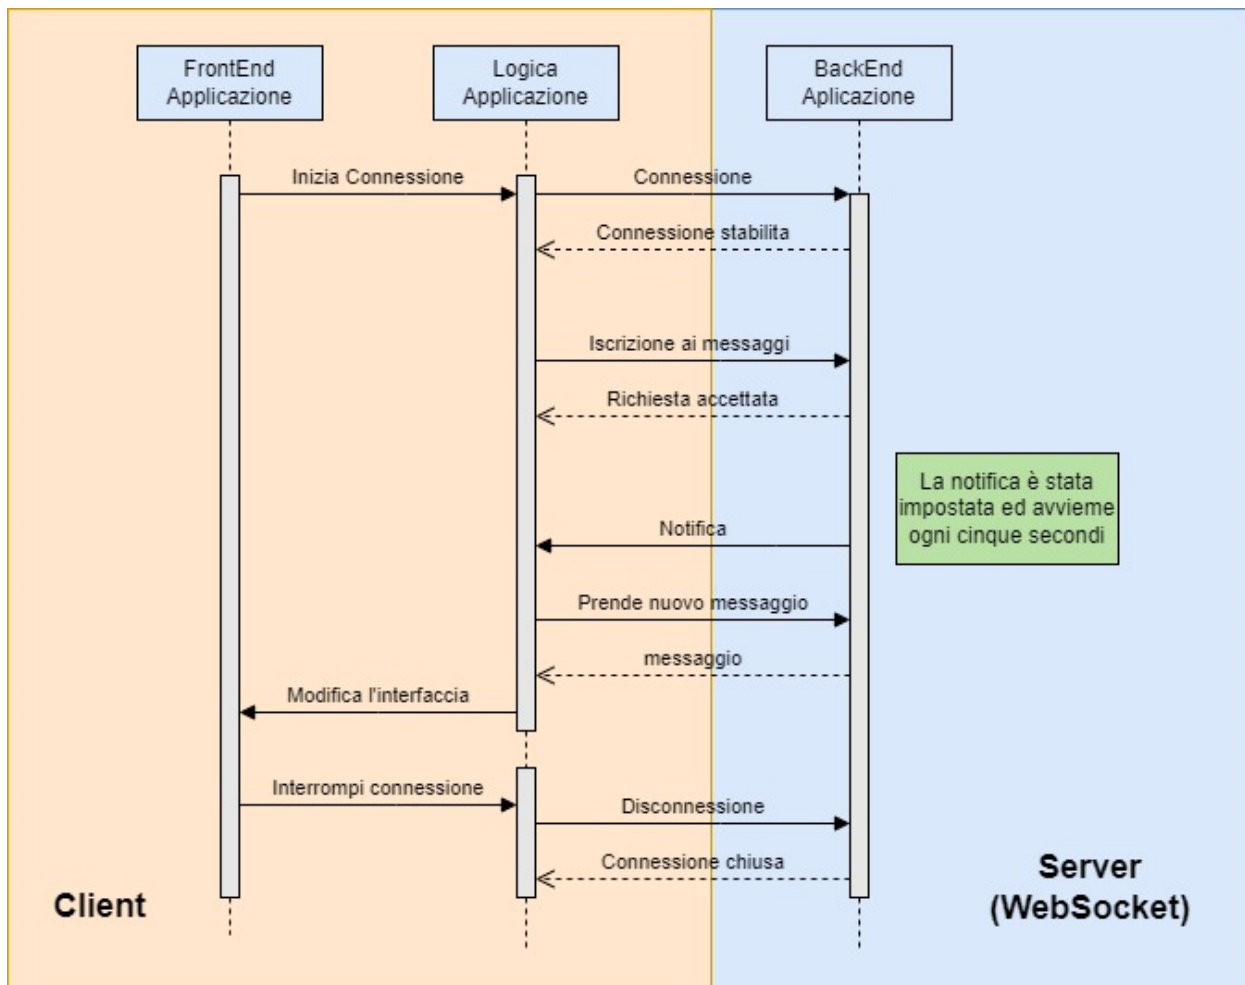 FrontEnd
Applicazione
Logica
Applicazione
BackEnd
Aplicazione
Inizia Connessione
Connessione
Connessione stabilita
Iscrizione ai messaggi
Richiesta accettata
La notifica è stata
impostata ed avvieme
ogni cinque secondi
Notifica
Prende nuovo messaggio
messaggio
Modifica l'interfaccia
Interrompi connessione
Disconnessione
Connessione chiusa
Client
Server
(WebSocket)